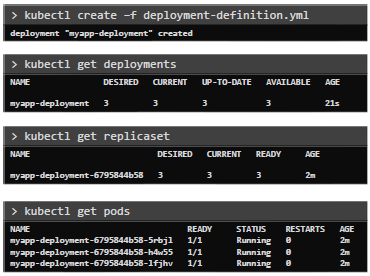 > kubectl create –f deployment-definition.yml
deployment "myapp-deployment" created
> kubectl get deployments
NAME DESIRED CURRENT UP-TO-DATE AVAILABLE AGE
myapp-deployment 3 3 3 3 21s
> kubectl get replicaset
NAME DESIRED CURRENT READY AGE
myapp-deployment-6795844b58 3 3 3 2m
> kubectl get pods
NAME READY STATUS RESTARTS AGE
myapp-deployment-6795844b58-5rbjl 1/1 Running 0 2m
myapp-deployment-6795844b58-h4w55 1/1 Running 0 2m
myapp-deployment-6795844b58-lfjhv 1/1 Running 0 2m